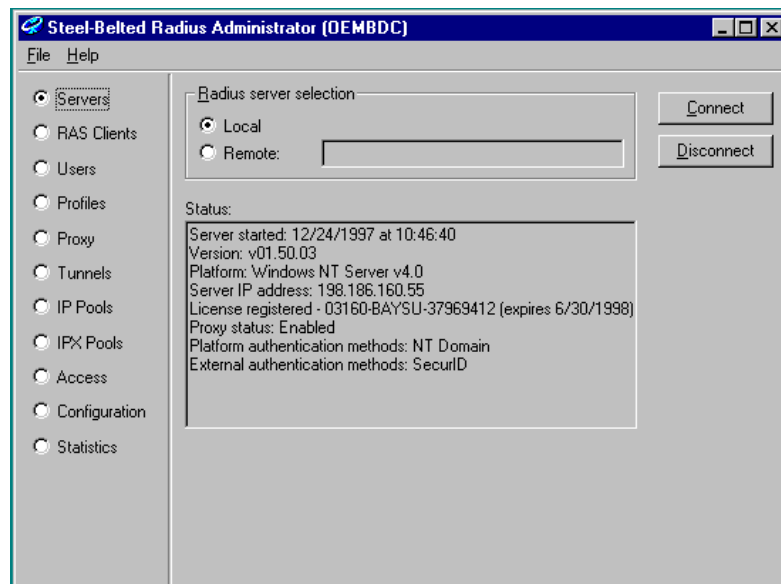 Steel-Belted Radius Administrator (OEMBDC)
File Help
Servers
RAS Clients
Users
Profiles
Proxy
Tunnels
IP Pools
IPX Pools
Access
Configuration
Statistics
Radius server selection
Local
Remote:
Connect
Disconnect
Status:
Server started: 12/24/1997 at 10:46:40
Version: v01.50.03
Platform: Windows NT Server v4.0
Server IP address: 198.186.160.55
License registered - 03160-BAYSU-37969412 (expires 6/30/1998)
Proxy status: Enabled
Platform authentication methods: NT Domain
External authentication methods: SecurID